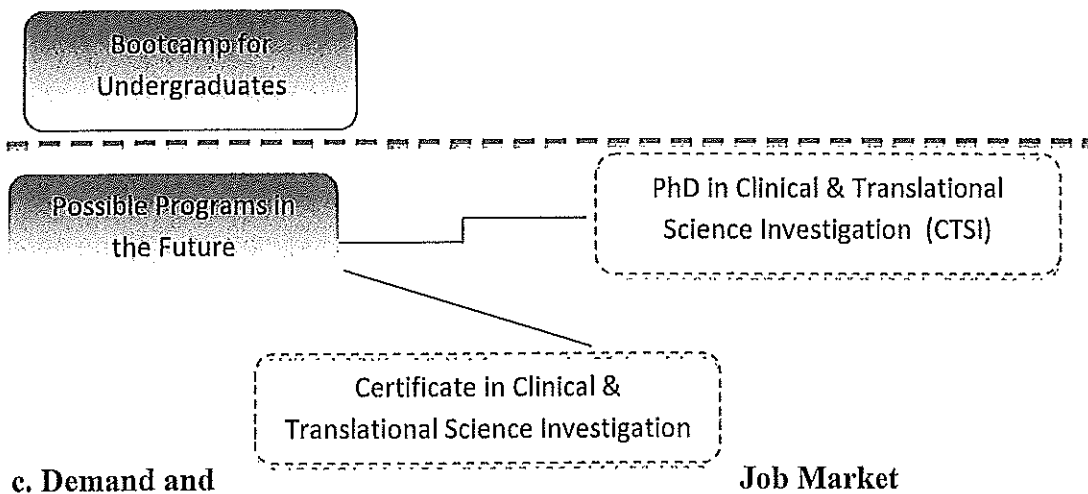 Bootcamp for
Undergraduates
Possible Programs in
the Future
PhD in Clinical & Translational
Science Investigation (CTSI)
Certificate in Clinical &
Translational Science Investigation
c. Demand and Job Market